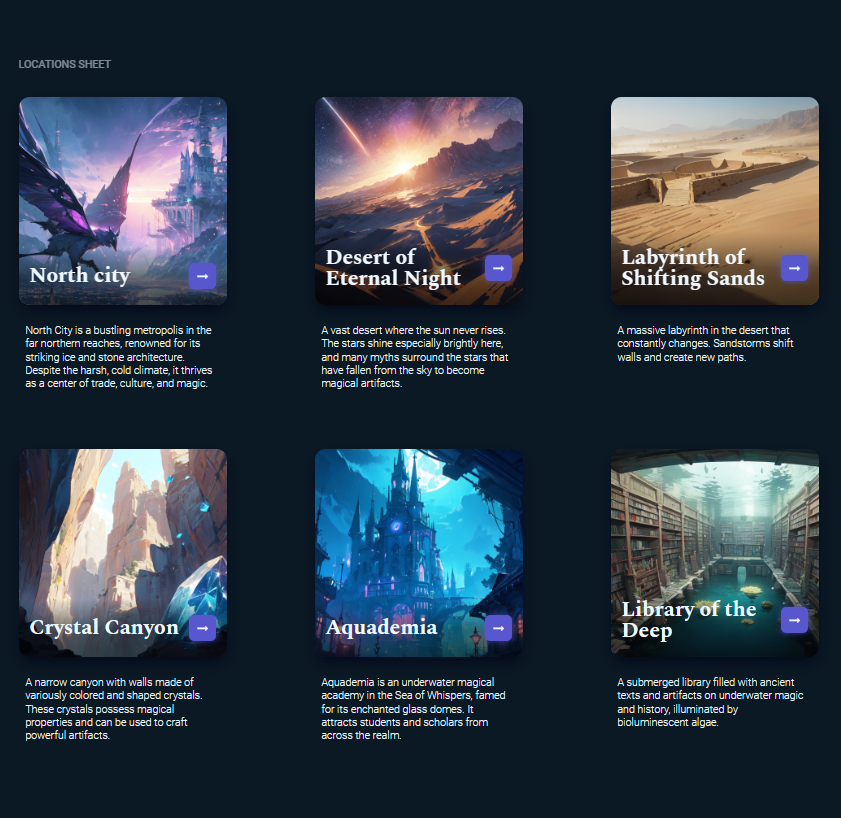 LOCATIONS SHEET
North city
North City is a bustling metropolis in the
far northern reaches, renowned for its
striking ice and stone architecture.
Despite the harsh, cold climate, it thrives
as a center of trade, culture, and magic.
Desert of
Eternal Night
A vast desert where the sun never rises.
The stars shine especially brightly here,
and many myths surround the stars that
have fallen from the sky to become
magical artifacts.
Labyrinth of
Shifting Sands
A massive labyrinth in the desert that
constantly changes. Sandstorms shift
walls and create new paths.
Crystal Canyon
A narrow canyon with walls made of
variously colored and shaped crystals.
These crystals possess magical
properties and can be used to craft
powerful artifacts.
Aquademia
Aquademia is an underwater magical
academy in the Sea of Whispers, famed
for its enchanted glass domes. It
attracts students and scholars from
across the realm.
Library of the
Deep
A submerged library filled with ancient
texts and artifacts on underwater magic
and history, illuminated by
bioluminescent algae.